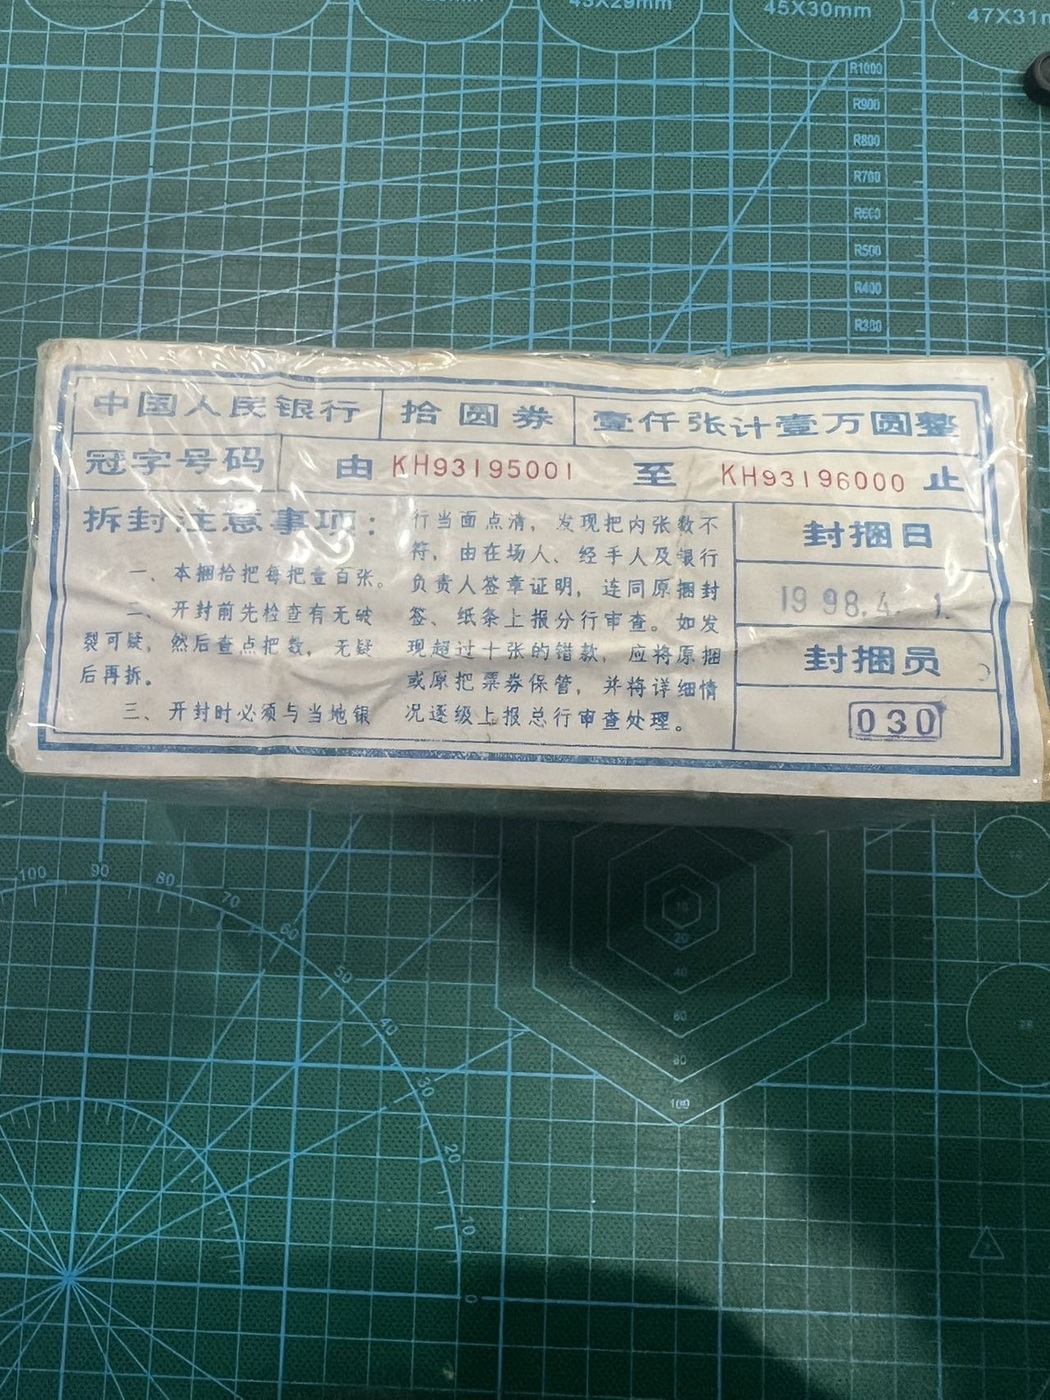 43X29mm
45X30mm
47X31m
R1000
R900
R800
R700
R600
R500
R400
R300
中国人民银行 拾圆券 壹仟张计壹万圆整
冠字号码 由 KH93195001 至 KH93196000 止
拆封注意事项：
一、本捆拾把每把壹百张。
二、开封前先检查有无破
裂可疑，然后查点把数，无疑
后再拆。
三、开封时必须与当地银
行当面点清，发现把内张数不
符，由在场人、经手人及银行
负责人签章证明，连同原捆封
签、纸条上报分行审查。如发
现超过十张的错款，应将原捆
或原把票券保管，并将详细情
况逐级上报总行审查处理。
封捆日
1998.4. 1.
封捆员
030
100
90
80
70
60
50
40
30
20
10
0
20
40
60
80
100